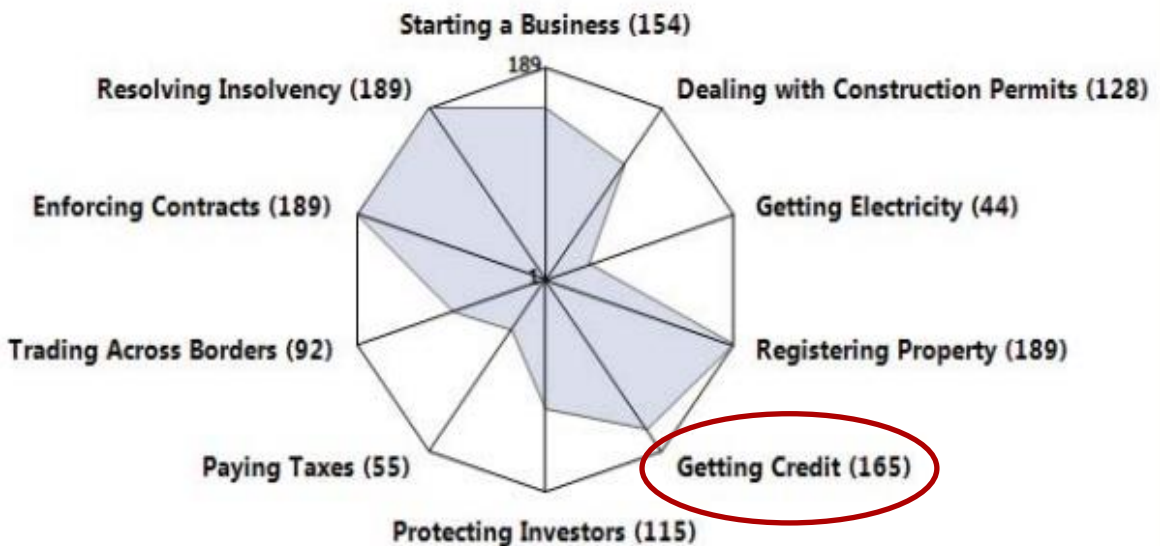 Starting a Business (154)
189
Resolving Insolvency (189)
Dealing with Construction Permits (128)
Enforcing Contracts (189)
Getting Electricity (44)
1
Trading Across Borders (92)
Registering Property (189)
Paying Taxes (55)
Getting Credit (165)
Protecting Investors (115)